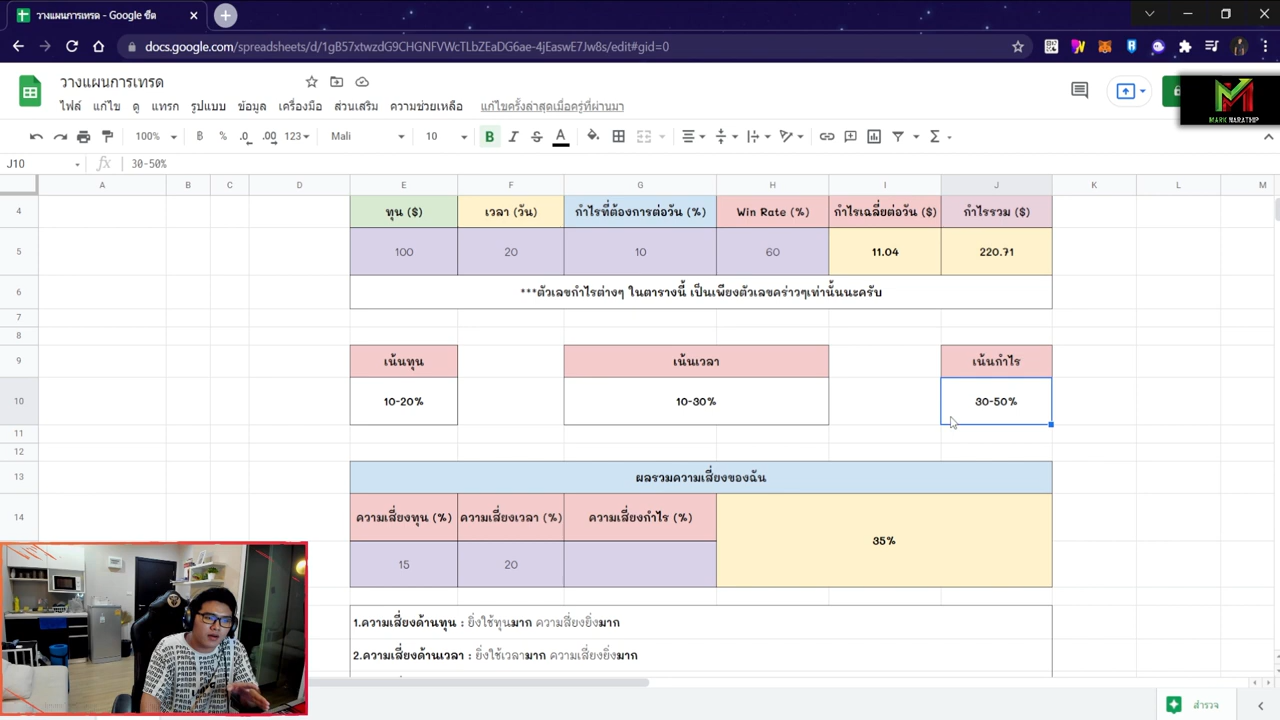 วางแผนการเทรด - Google ชีต
docs.google.com/spreadsheets/d/1gB57xtwzdG9CHGNFVWcTLbZEaDG6ae-4jEaswE7Jw8s/edit#gid=0
วางแผนการเทรด
ไฟล์ แก้ไข ดู แทรก รูปแบบ ข้อมูล เครื่องมือ ส่วนเสริม ความช่วยเหลือ แก้ไขครั้งล่าสุดเมื่อครู่ที่ผ่านมา
MARK NARATHIP
100% ฿ % .0 .00 123 Mali 10 B I S A
J10 fx 30-50%
A B C D E F G H I J K L M
4 ทุน ($) เวลา (วัน) กำไรที่ต้องการต่อวัน (%) Win Rate (%) กำไรเฉลี่ยต่อวัน ($) กำไรรวม ($)
5 100 20 10 60 11.04 220.71
6 ***ตัวเลขกำไรต่างๆ ในตารางนี้ เป็นเพียงตัวเลขคร่าวๆเท่านั้นนะครับ
7
8
9 เน้นทุน เน้นเวลา เน้นกำไร
10 10-20% 10-30% 30-50%
11
12
13 ผลรวมความเสี่ยงของฉัน
14 ความเสี่ยงทุน (%) ความเสี่ยงเวลา (%) ความเสี่ยงกำไร (%) 35%
15 20
1.ความเสี่ยงด้านทุน : ยิ่งใช้ทุนมาก ความเสี่ยงยิ่งมาก
2.ความเสี่ยงด้านเวลา : ยิ่งใช้เวลามาก ความเสี่ยงยิ่งมาก
สำรวจ